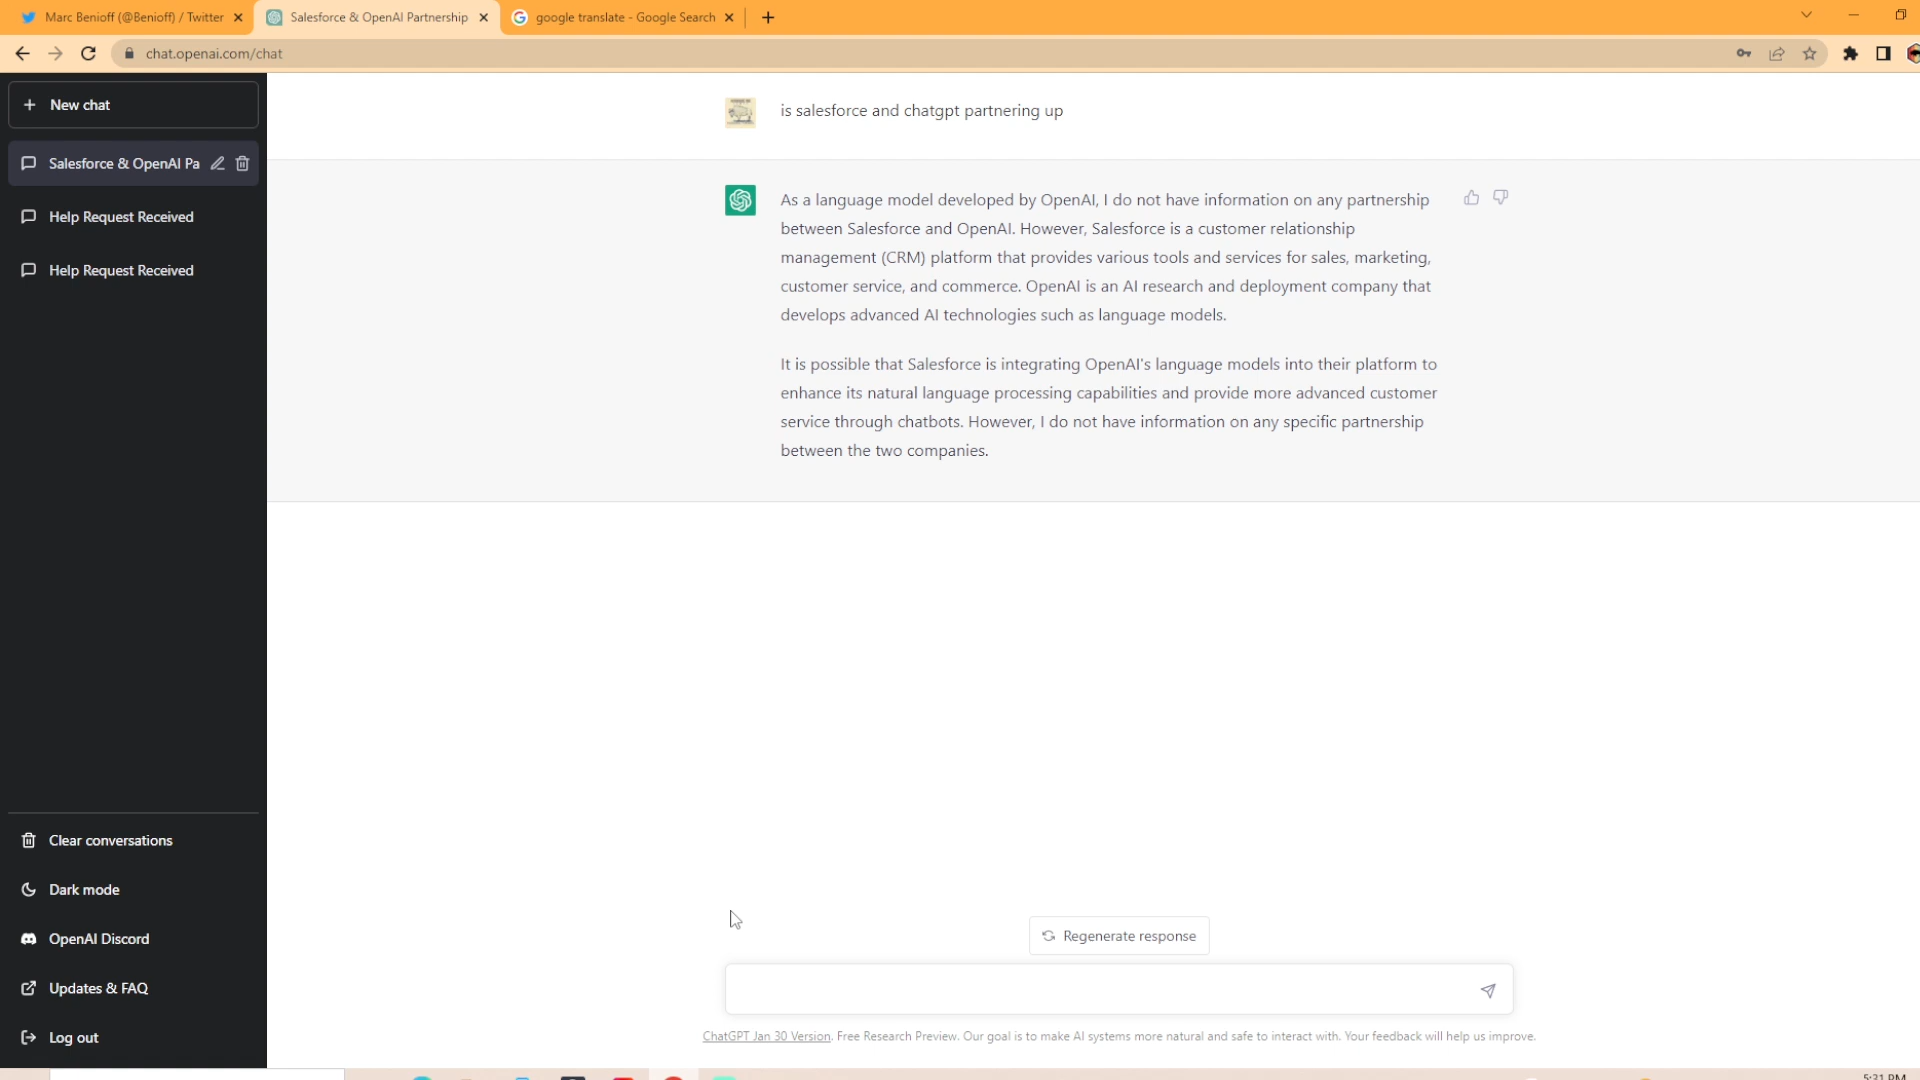 Marc Benioff (@Benioff) / Twitter
Salesforce & OpenAI Partnership
google translate - Google Search
chat.openai.com/chat
New chat
Salesforce & OpenAI Pa
Help Request Received
Help Request Received
is salesforce and chatgpt partnering up
As a language model developed by OpenAI, I do not have information on any partnership
between Salesforce and OpenAI. However, Salesforce is a customer relationship
management (CRM) platform that provides various tools and services for sales, marketing,
customer service, and commerce. OpenAI is an AI research and deployment company that
develops advanced AI technologies such as language models.
It is possible that Salesforce is integrating OpenAI's language models into their platform to
enhance its natural language processing capabilities and provide more advanced customer
service through chatbots. However, I do not have information on any specific partnership
between the two companies.
Clear conversations
Dark mode
OpenAI Discord
Updates & FAQ
Log out
Regenerate response
ChatGPT Jan 30 Version. Free Research Preview. Our goal is to make AI systems more natural and safe to interact with. Your feedback will help us improve.
5:31 PM